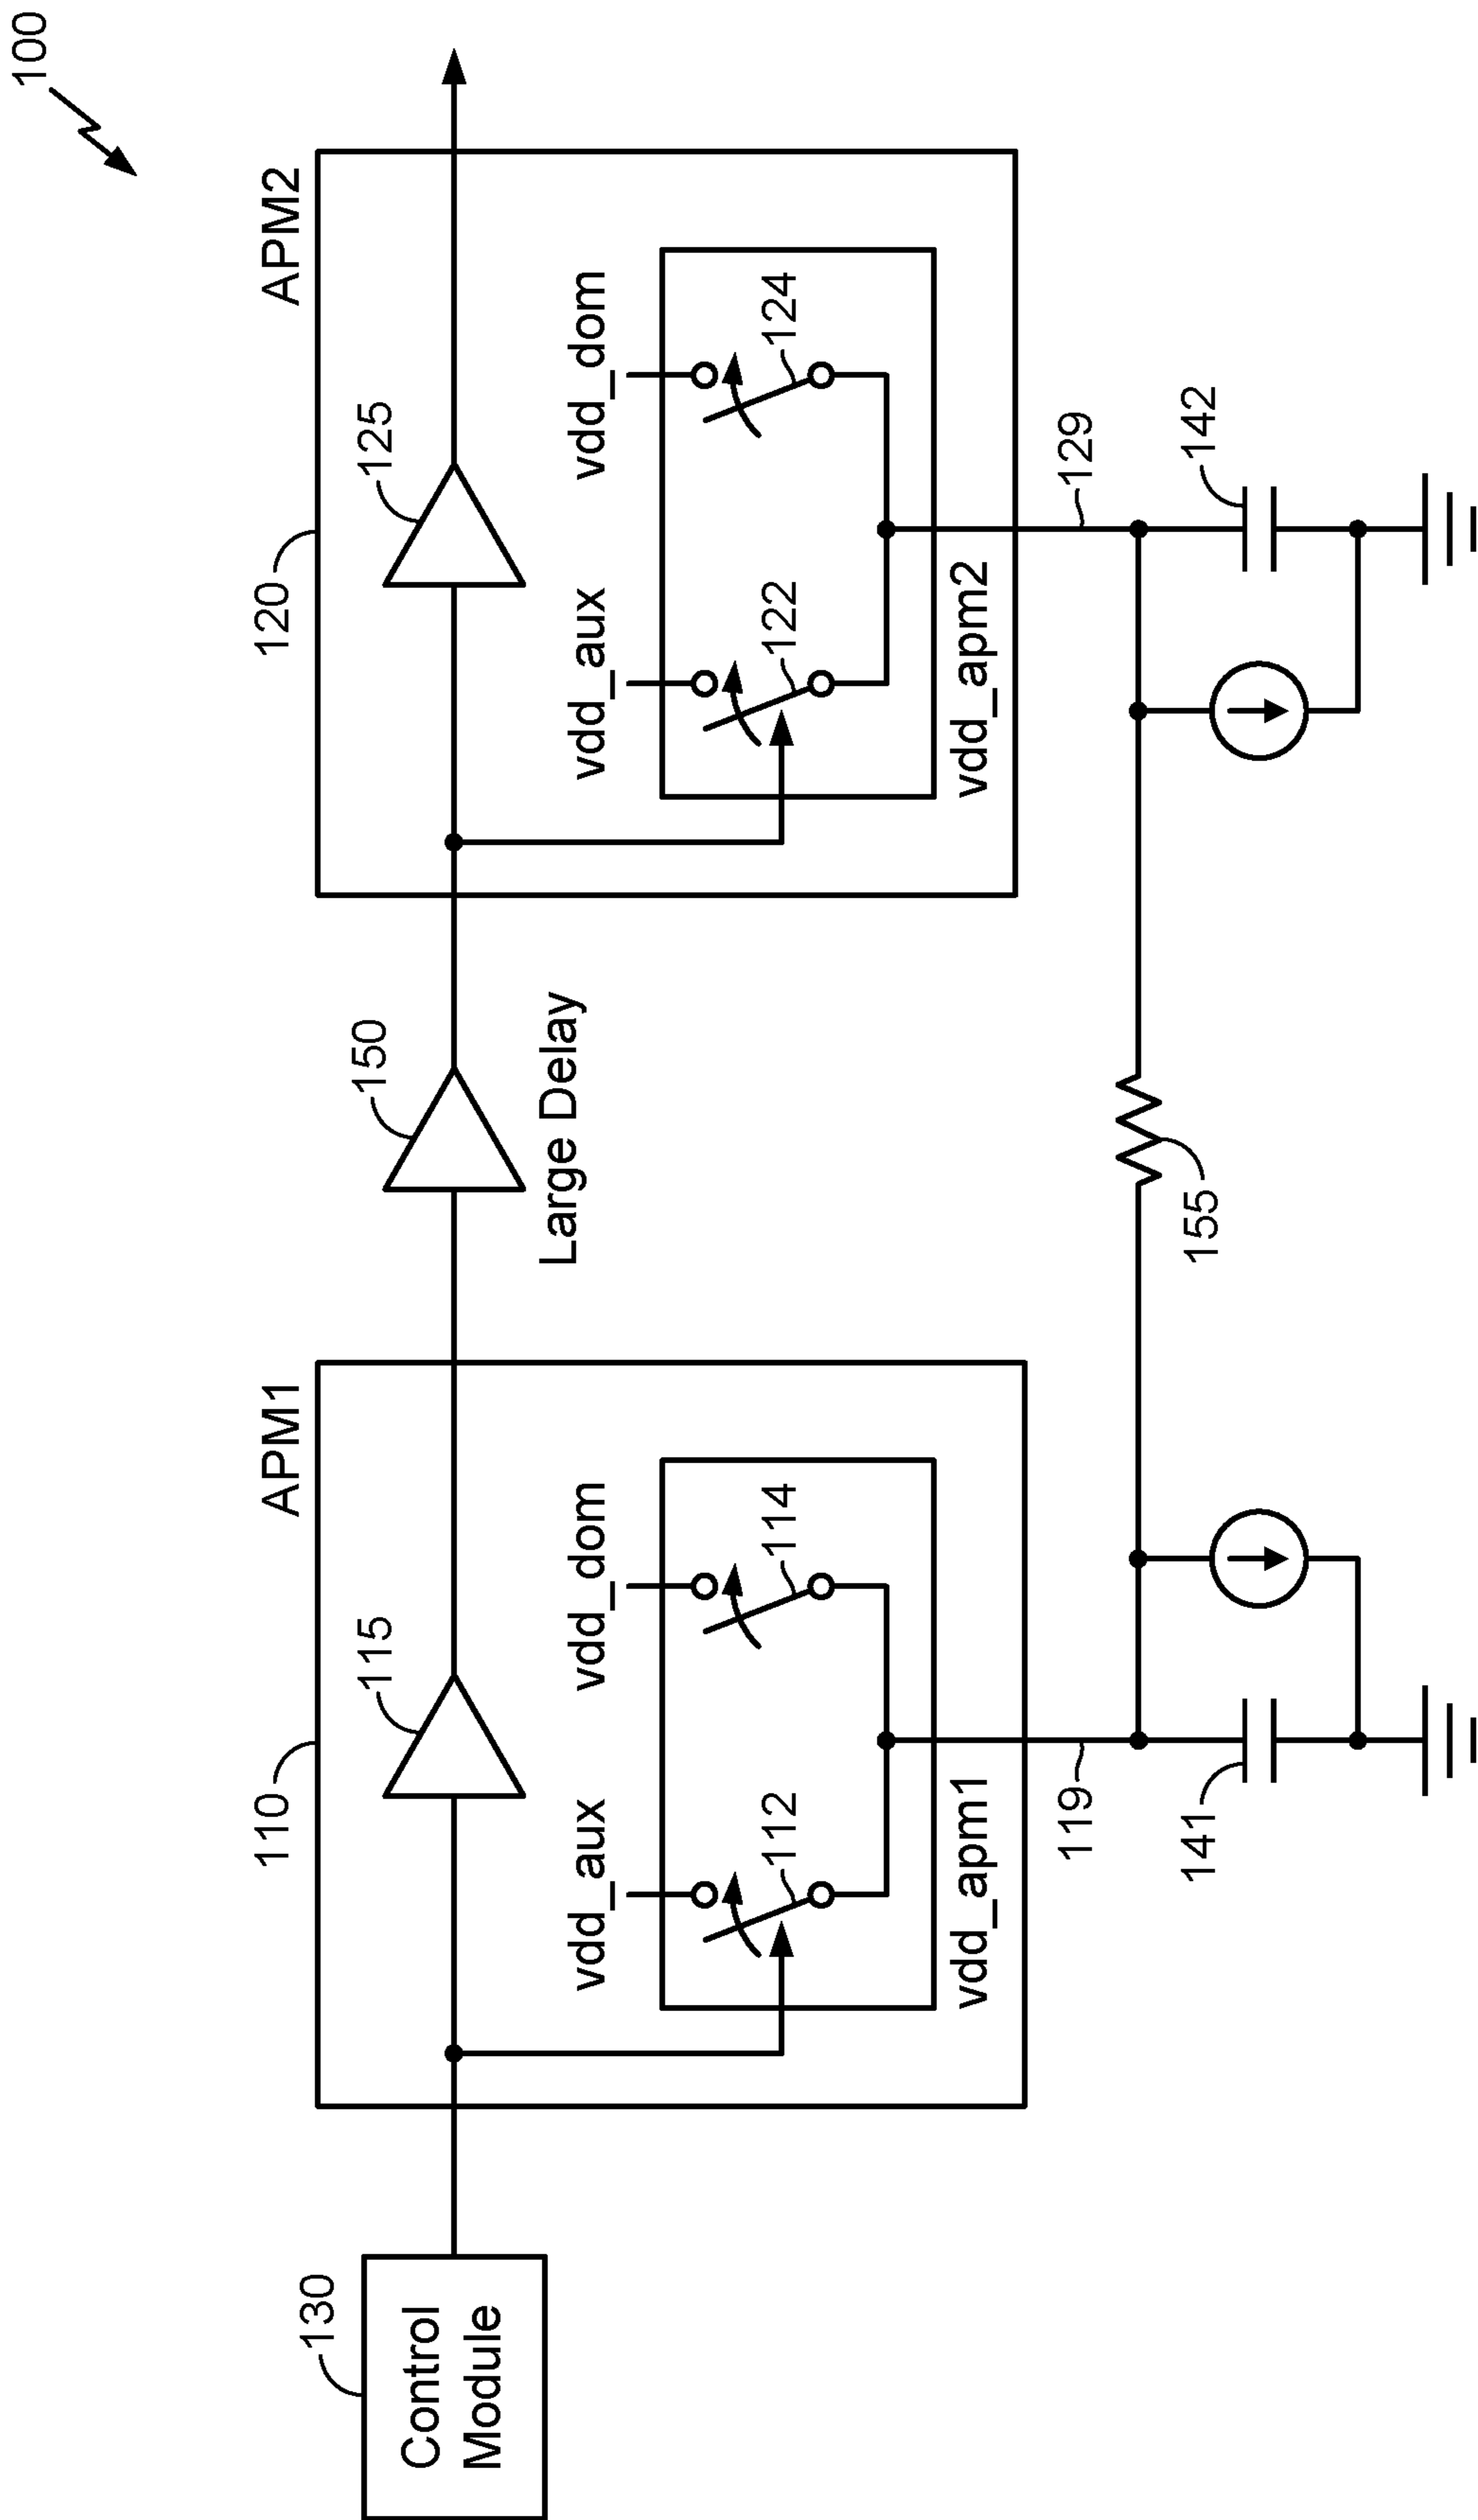 100
APM1
APM2
110
120
130
115
150
125
Control
Module
Large Delay
vdd_aux
vdd_dom
vdd_aux
vdd_dom
112
114
122
124
vdd_apm1
vdd_apm2
119
129
141
155
142